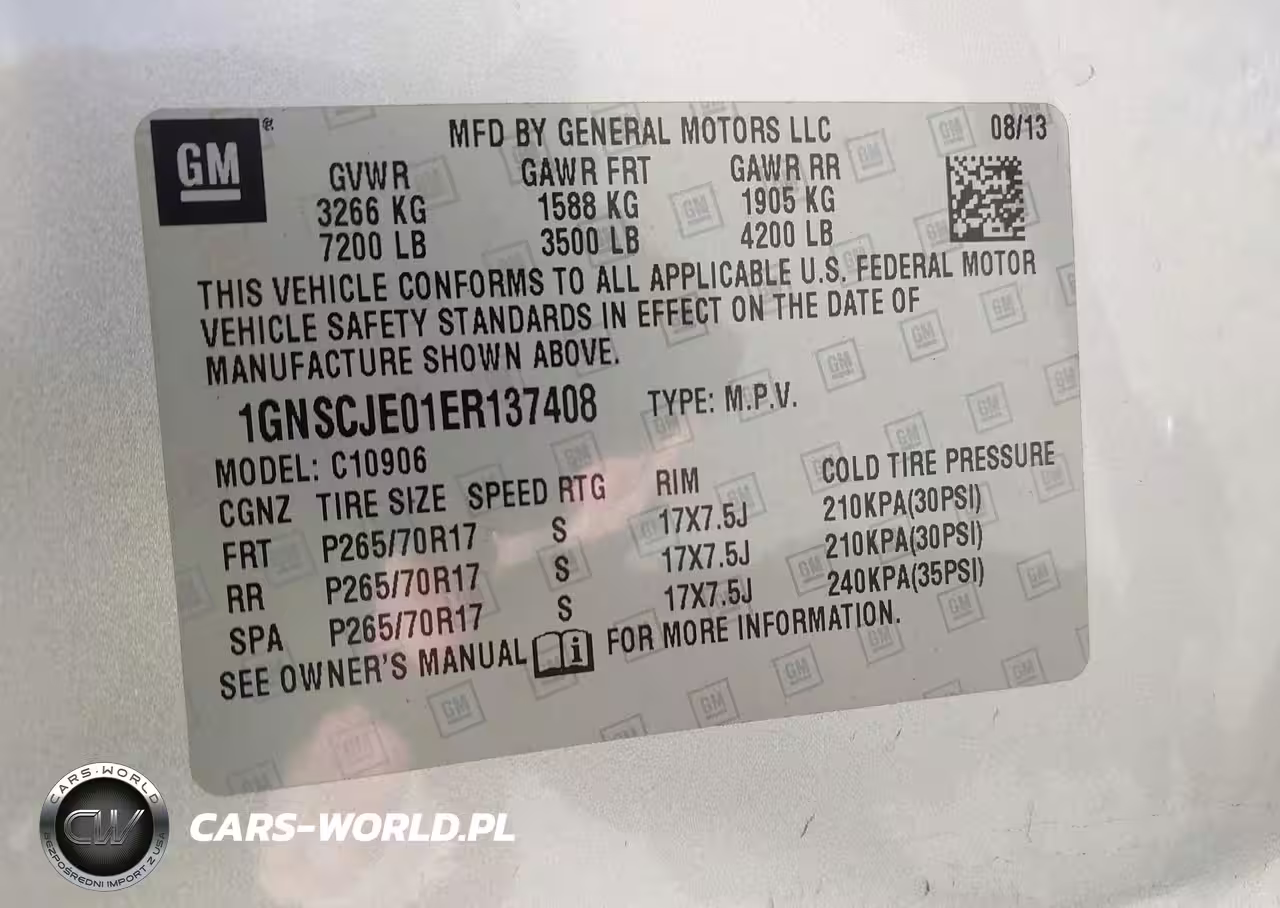 GM®
MFD BY GENERAL MOTORS LLC 08/13
GVWR GAWR FRT GAWR RR
3266 KG 1588 KG 1905 KG
7200 LB 3500 LB 4200 LB
THIS VEHICLE CONFORMS TO ALL APPLICABLE U.S. FEDERAL MOTOR
VEHICLE SAFETY STANDARDS IN EFFECT ON THE DATE OF
MANUFACTURE SHOWN ABOVE.
1GNSCJE01ER137408 TYPE: M.P.V.
MODEL: C10906
CGNZ TIRE SIZE SPEED RTG RIM COLD TIRE PRESSURE
FRT P265/70R17 S 17X7.5J 210KPA(30PSI)
RR P265/70R17 S 17X7.5J 210KPA(30PSI)
SPA P265/70R17 S 17X7.5J 240KPA(35PSI)
SEE OWNER'S MANUAL i FOR MORE INFORMATION.
CARS-WORLD
CW
BEZPOŚREDNI IMPORT Z USA
CARS-WORLD.PL